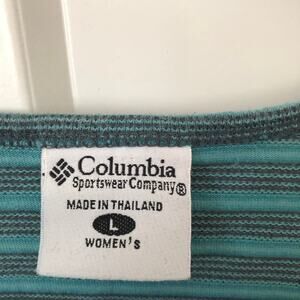 Columbia
Sportswear Company®
MADE IN THAILAND
L
WOMEN'S